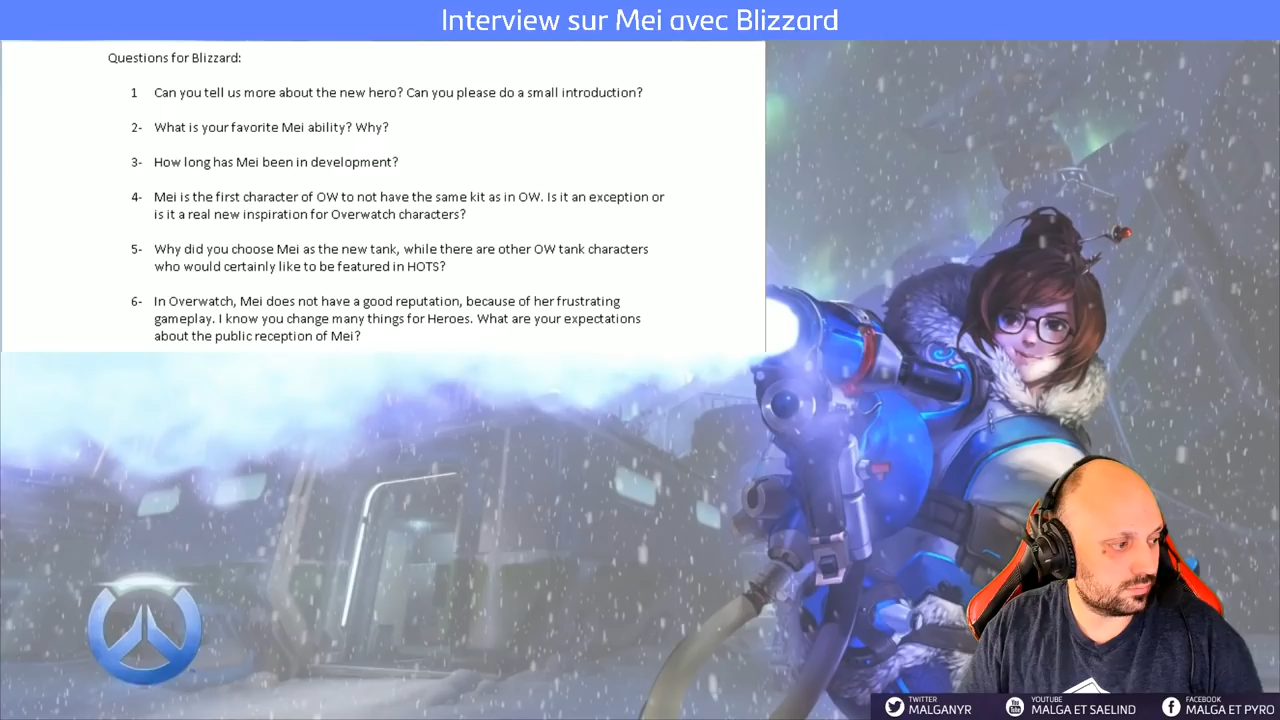 Interview sur Mei avec Blizzard
Questions for Blizzard:
1 Can you tell us more about the new hero? Can you please do a small introduction?
2- What is your favorite Mei ability? Why?
3- How long has Mei been in development?
4- Mei is the first character of OW to not have the same kit as in OW. Is it an exception or
is it a real new inspiration for Overwatch characters?
5- Why did you choose Mei as the new tank, while there are other OW tank characters
who would certainly like to be featured in HOTS?
6- In Overwatch, Mei does not have a good reputation, because of her frustrating
gameplay. I know you change many things for Heroes. What are your expectations
about the public reception of Mei?
TWITTER
MALGANYR
YOUTUBE
MALGA ET SAELIND
FACEBOOK
MALGA ET PYRO